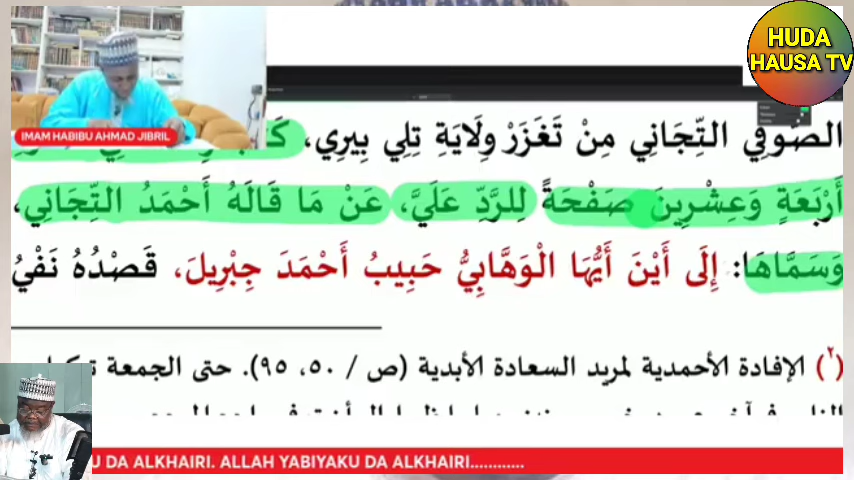 HUDA
HAUSA TV
IMAM HABIBU AHMAD JIBRIL
الصُّوفِي التِّجَانِي مِنْ تَغَزَرْ وِلَايَةِ تِلِي بِيرِي،
أَرْبَعَةٍ وَعِشْرِينَ صَفْحَةً لِلرَّدِّ عَلَيَّ، عَنْ مَا قَالَهُ أَحْمَدُ التِّجَانِي،
وَسَمَّاهَا: إِلَى أَيْنَ أَيُّهَا الْوَهَّابِيُّ حَبِيبُ أَحْمَدَ جِبْرِيلَ، قَصْدُهُ نَفْيُ
(٢) الإفادة الأحمدية لمريد السعادة الأبدية (ص / ٥٠، ٩٥). حتى الجمعة
U DA ALKHAIRI. ALLAH YABIYAKU DA ALKHAIRI............